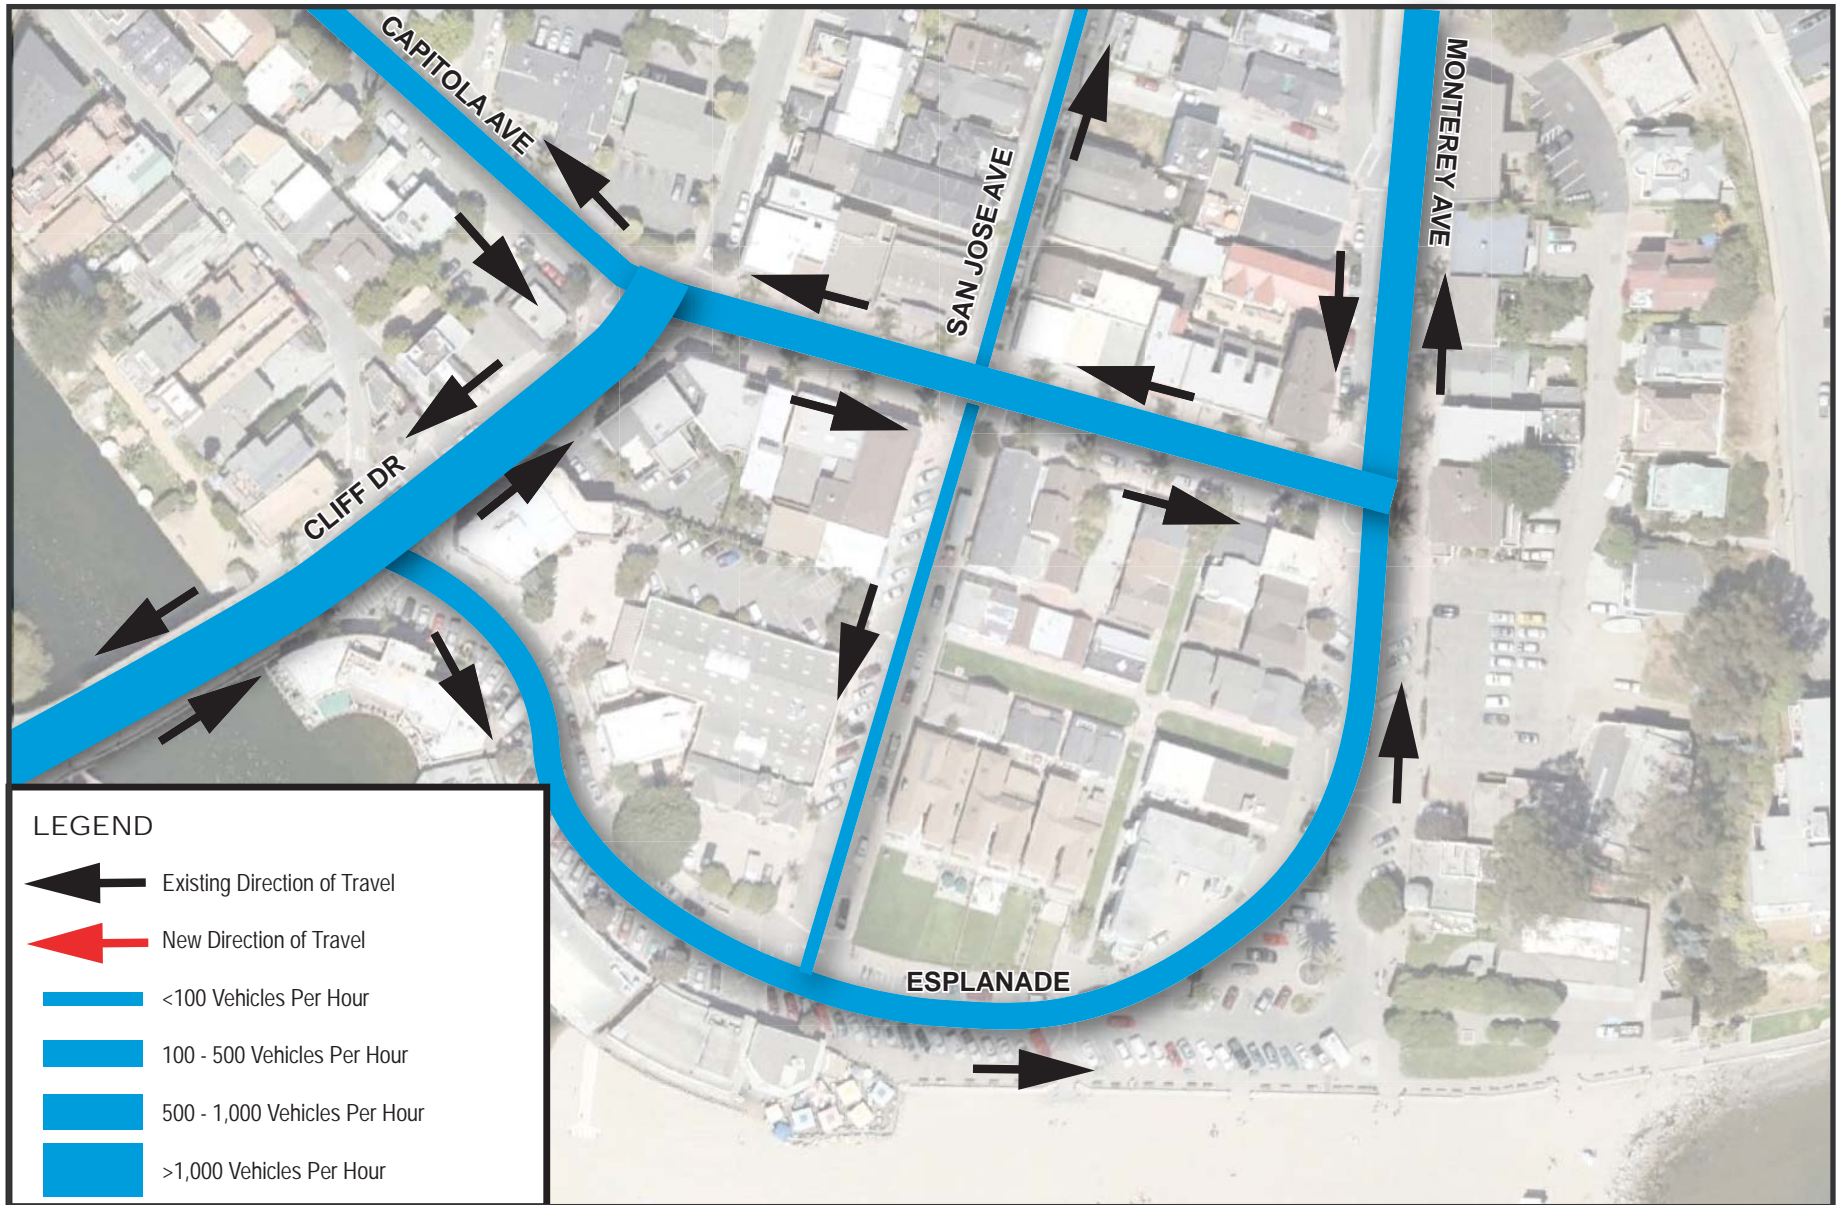 CAPITOLA AVE
SAN JOSE AVE
MONTEREY AVE
CLIFF DR
ESPLANADE
LEGEND
Existing Direction of Travel
New Direction of Travel
<100 Vehicles Per Hour
100 - 500 Vehicles Per Hour
500 - 1,000 Vehicles Per Hour
>1,000 Vehicles Per Hour